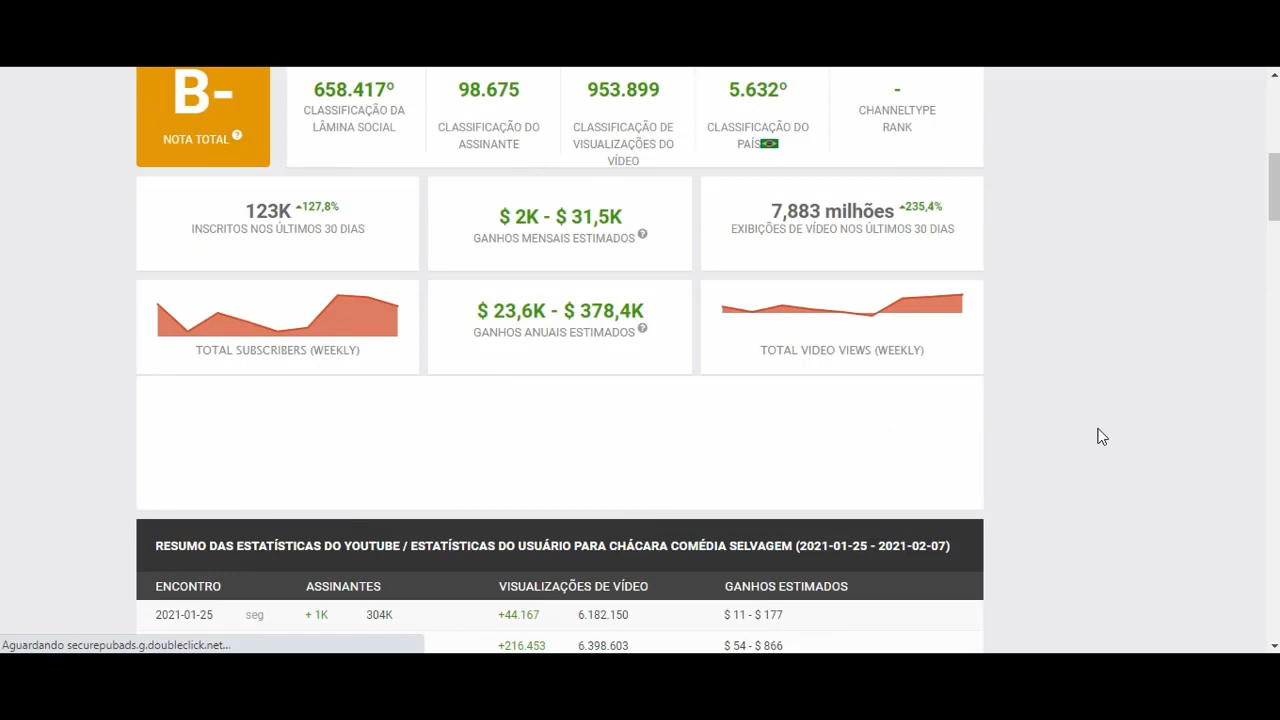 B-
NOTA TOTAL ?
658.417º
CLASSIFICAÇÃO DA
LÂMINA SOCIAL
98.675
CLASSIFICAÇÃO DO
ASSINANTE
953.899
CLASSIFICAÇÃO DE
VISUALIZAÇÕES DO
VÍDEO
5.632º
CLASSIFICAÇÃO DO
PAÍS
-
CHANNELTYPE
RANK
123K 127,8%
INSCRITOS NOS ÚLTIMOS 30 DIAS
$ 2K - $ 31,5K
GANHOS MENSAIS ESTIMADOS ?
7,883 milhões 235,4%
EXIBIÇÕES DE VÍDEO NOS ÚLTIMOS 30 DIAS
TOTAL SUBSCRIBERS (WEEKLY)
$ 23,6K - $ 378,4K
GANHOS ANUAIS ESTIMADOS ?
TOTAL VIDEO VIEWS (WEEKLY)
RESUMO DAS ESTATÍSTICAS DO YOUTUBE / ESTATÍSTICAS DO USUÁRIO PARA CHÁCARA COMÉDIA SELVAGEM (2021-01-25 - 2021-02-07)
ENCONTRO ASSINANTES VISUALIZAÇÕES DE VÍDEO GANHOS ESTIMADOS
2021-01-25 seg + 1K 304K +44.167 6.182.150 $ 11 - $ 177
+216.453 6.398.603 $ 54 - $ 866
Aguardando securepubads.g.doubleclick.net...